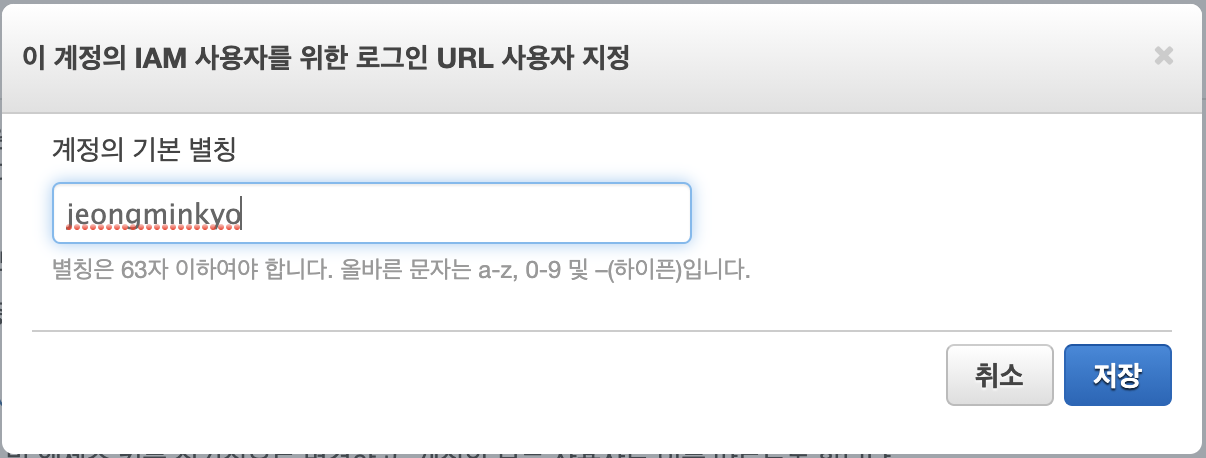 이 계정의 IAM 사용자를 위한 로그인 URL 사용자 지정
×
계정의 기본 별칭
jeongminkyo
별칭은 63자 이하여야 합니다. 올바른 문자는 a-z, 0-9 및 –(하이픈)입니다.
취소 저장